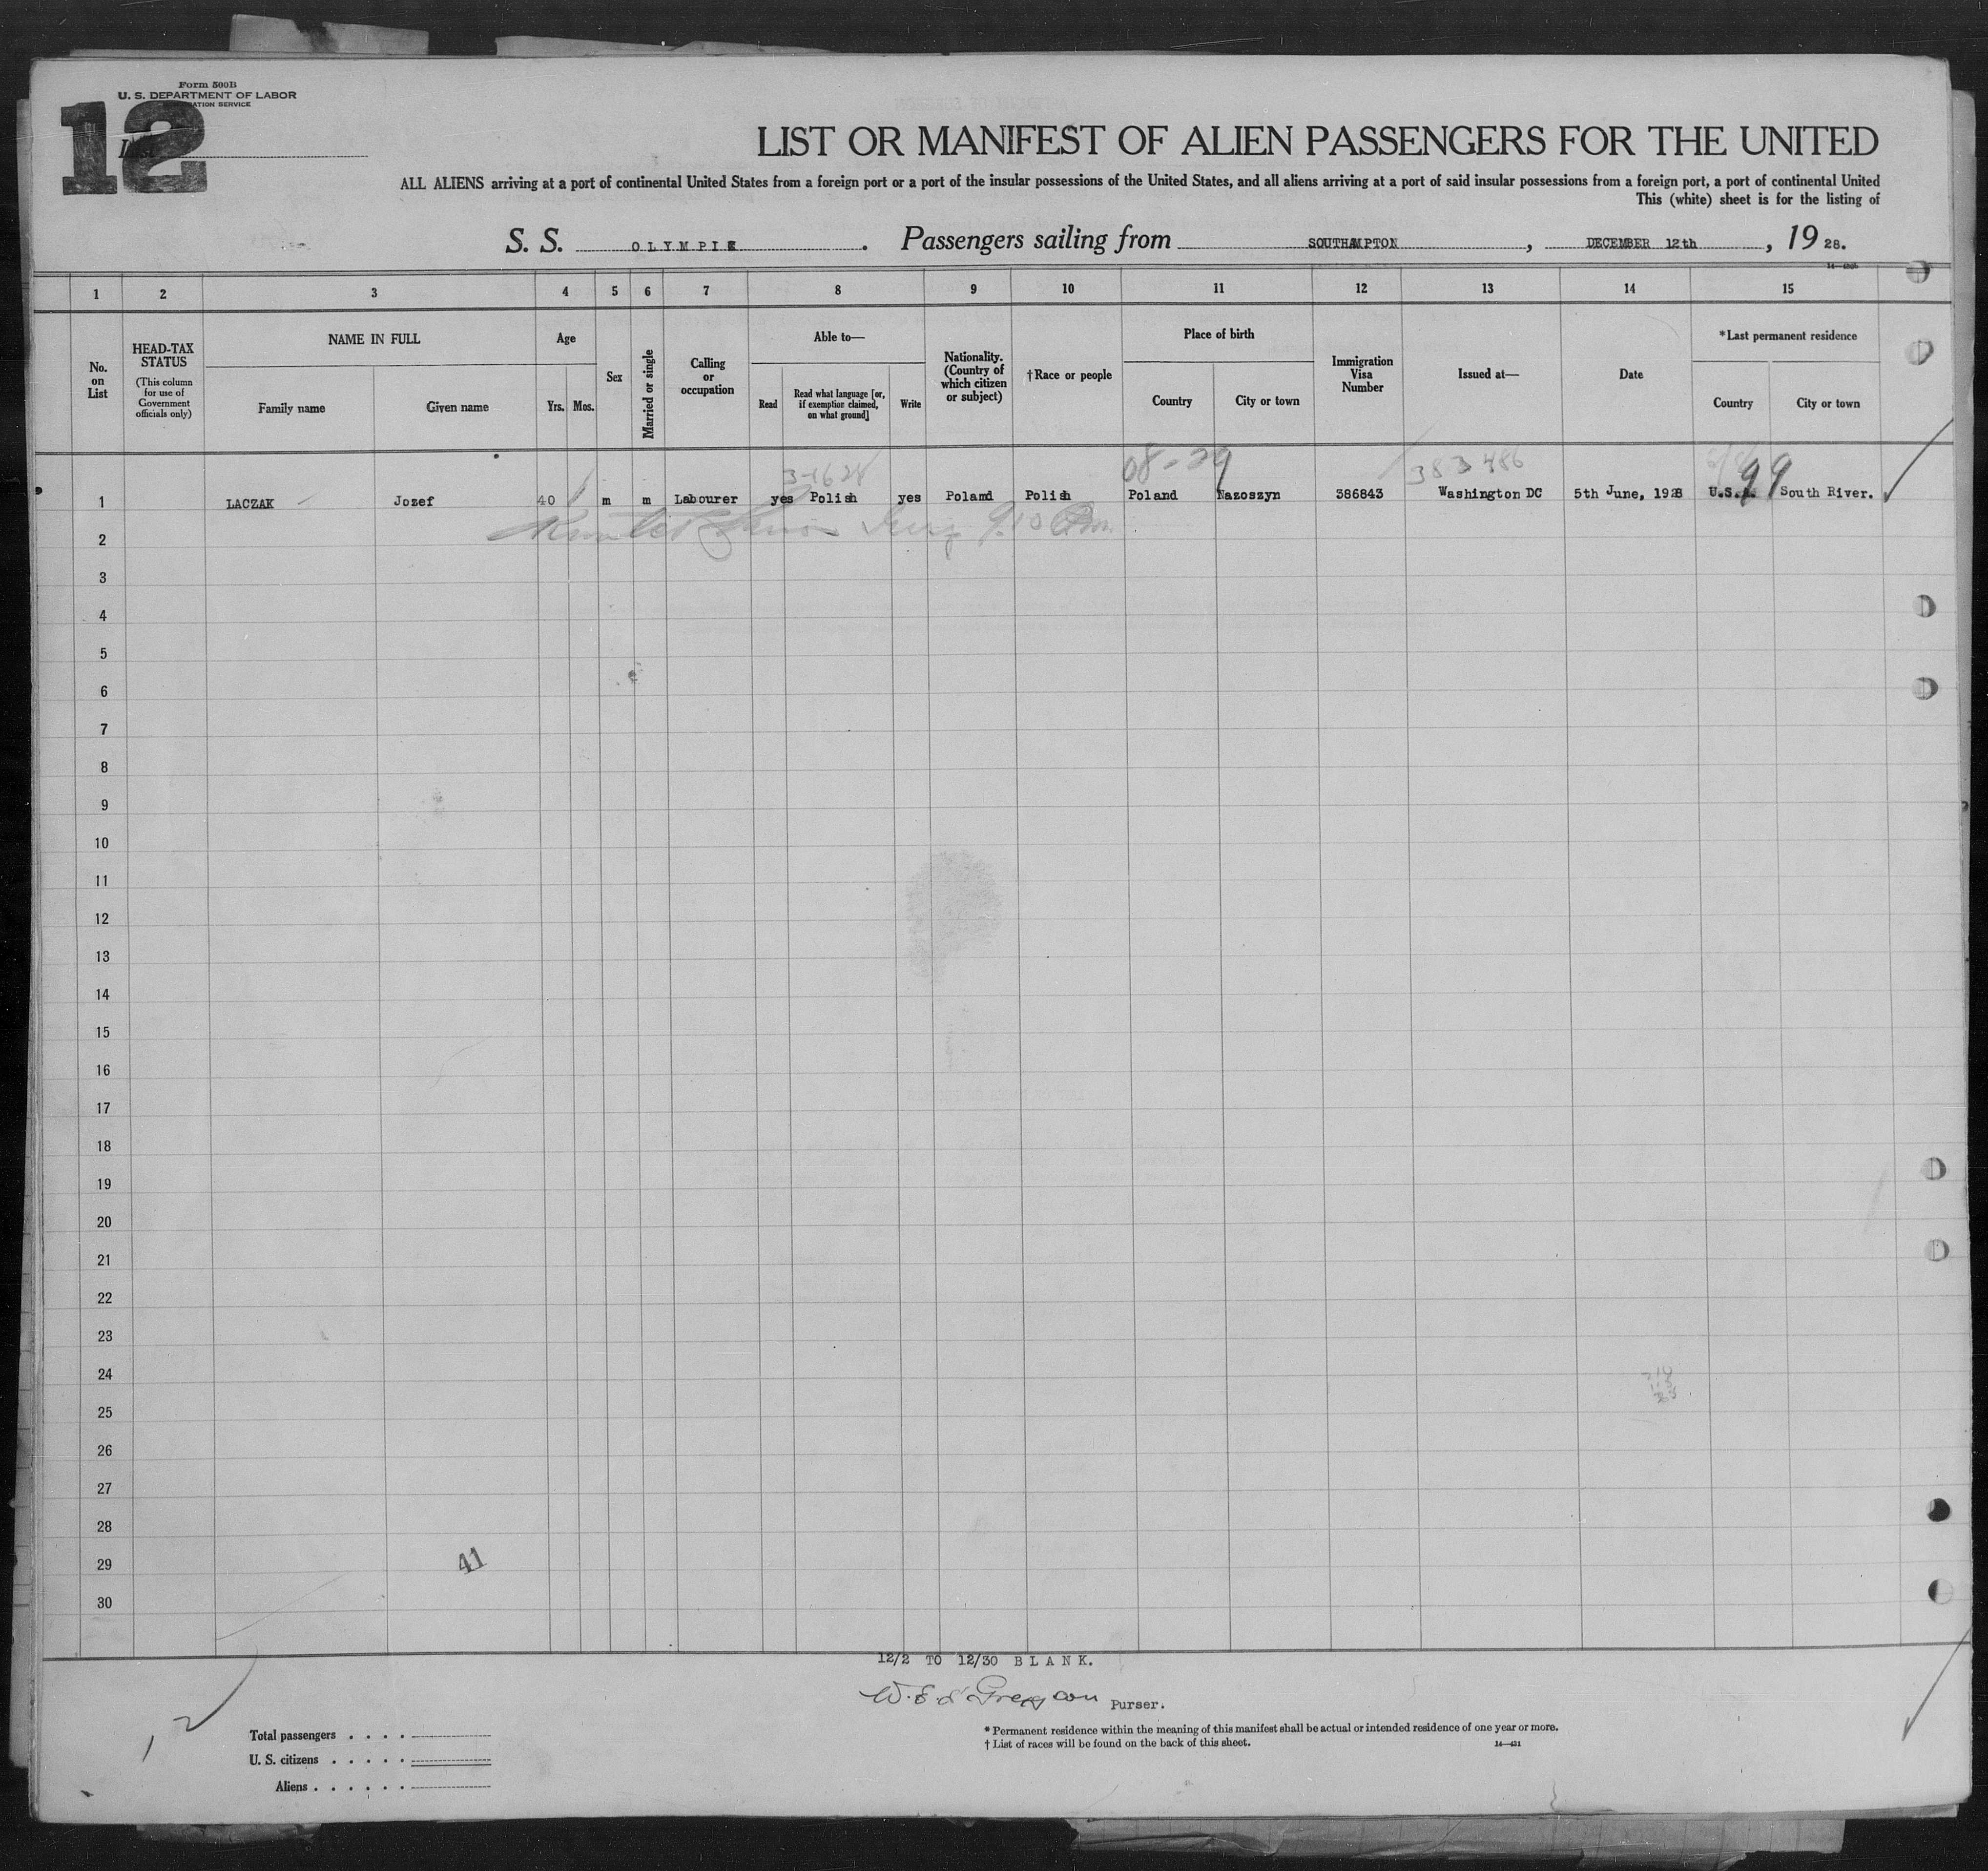 Form 500B
U. S. DEPARTMENT OF LABOR
12
LIST OR MANIFEST OF ALIEN PASSENGERS FOR THE UNITED
ALL ALIENS arriving at a port of continental United States from a foreign port or a port of the insular possessions of the United States, and all aliens arriving at a port of said insular possessions from a foreign port, a port of continental United
This (white) sheet is for the listing of
S. S. OLYMPIC. Passengers sailing from SOUTHAMPTON, DECEMBER 12th, 1928.
1 2 3 4 5 6 7 8 9 10 11 12 13 14 15
No. on List
HEAD-TAX STATUS
(This column for use of Government officials only)
NAME IN FULL
Family name
Given name
Age
Yrs. Mos.
Sex
Married or single
Calling or occupation
Able to—
Read
Read what language [or, if exemption claimed, on what ground]
Write
Nationality. (Country of which citizen or subject)
†Race or people
Place of birth
Country
City or town
Immigration Visa Number
Issued at—
Date
*Last permanent residence
Country
City or town
08-29
383486
1 LACZAK Jozef 40 m m Labourer yes Polish yes Poland Polish Poland Nazoszyn 386843 Washington DC 5th June, 1928 U.S.A. South River.
99
2
3
4
5
6
7
8
9
10
11
12
13
14
15
16
17
18
19
20
21
22
23
24
25
26
27
28
29
41
30
12/2 TO 12/30 BLANK.
Purser.
Total passengers
U. S. citizens
Aliens
* Permanent residence within the meaning of this manifest shall be actual or intended residence of one year or more.
† List of races will be found on the back of this sheet.